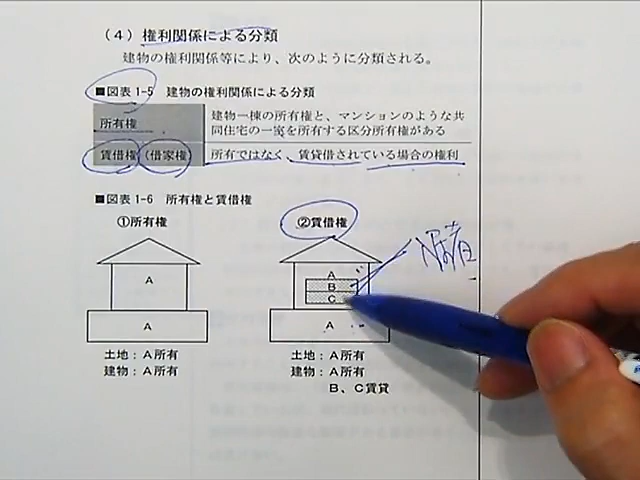 （4）権利関係による分類
建物の権利関係等により、次のように分類される。
■図表1-5　建物の権利関係による分類
所有権　建物一棟の所有権と、マンションのような共
同住宅の一室を所有する区分所有権がある
賃借権（借家権）　所有ではなく、賃貸借されている場合の権利
■図表1-6　所有権と賃借権
①所有権　②賃借権
A　A
B
C
A　A
土地：A所有　土地：A所有
建物：A所有　建物：A所有
B、C賃貸